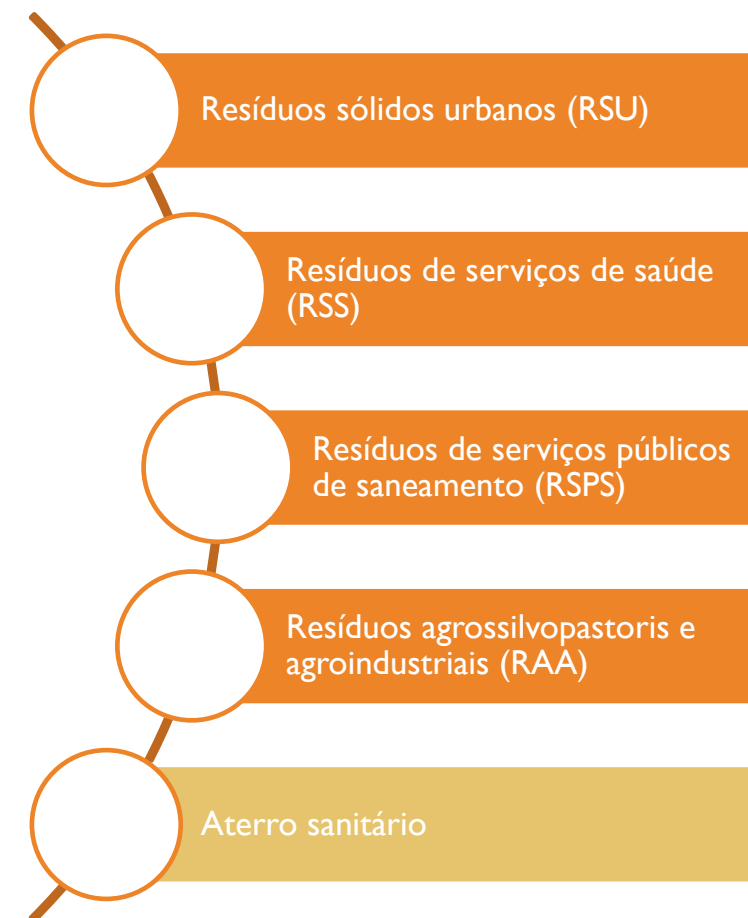 Resíduos sólidos urbanos (RSU)
Resíduos de serviços de saúde
(RSS)
Resíduos de serviços públicos
de saneamento (RSPS)
Resíduos agrossilvopastoris e
agroindustriais (RAA)
Aterro sanitário